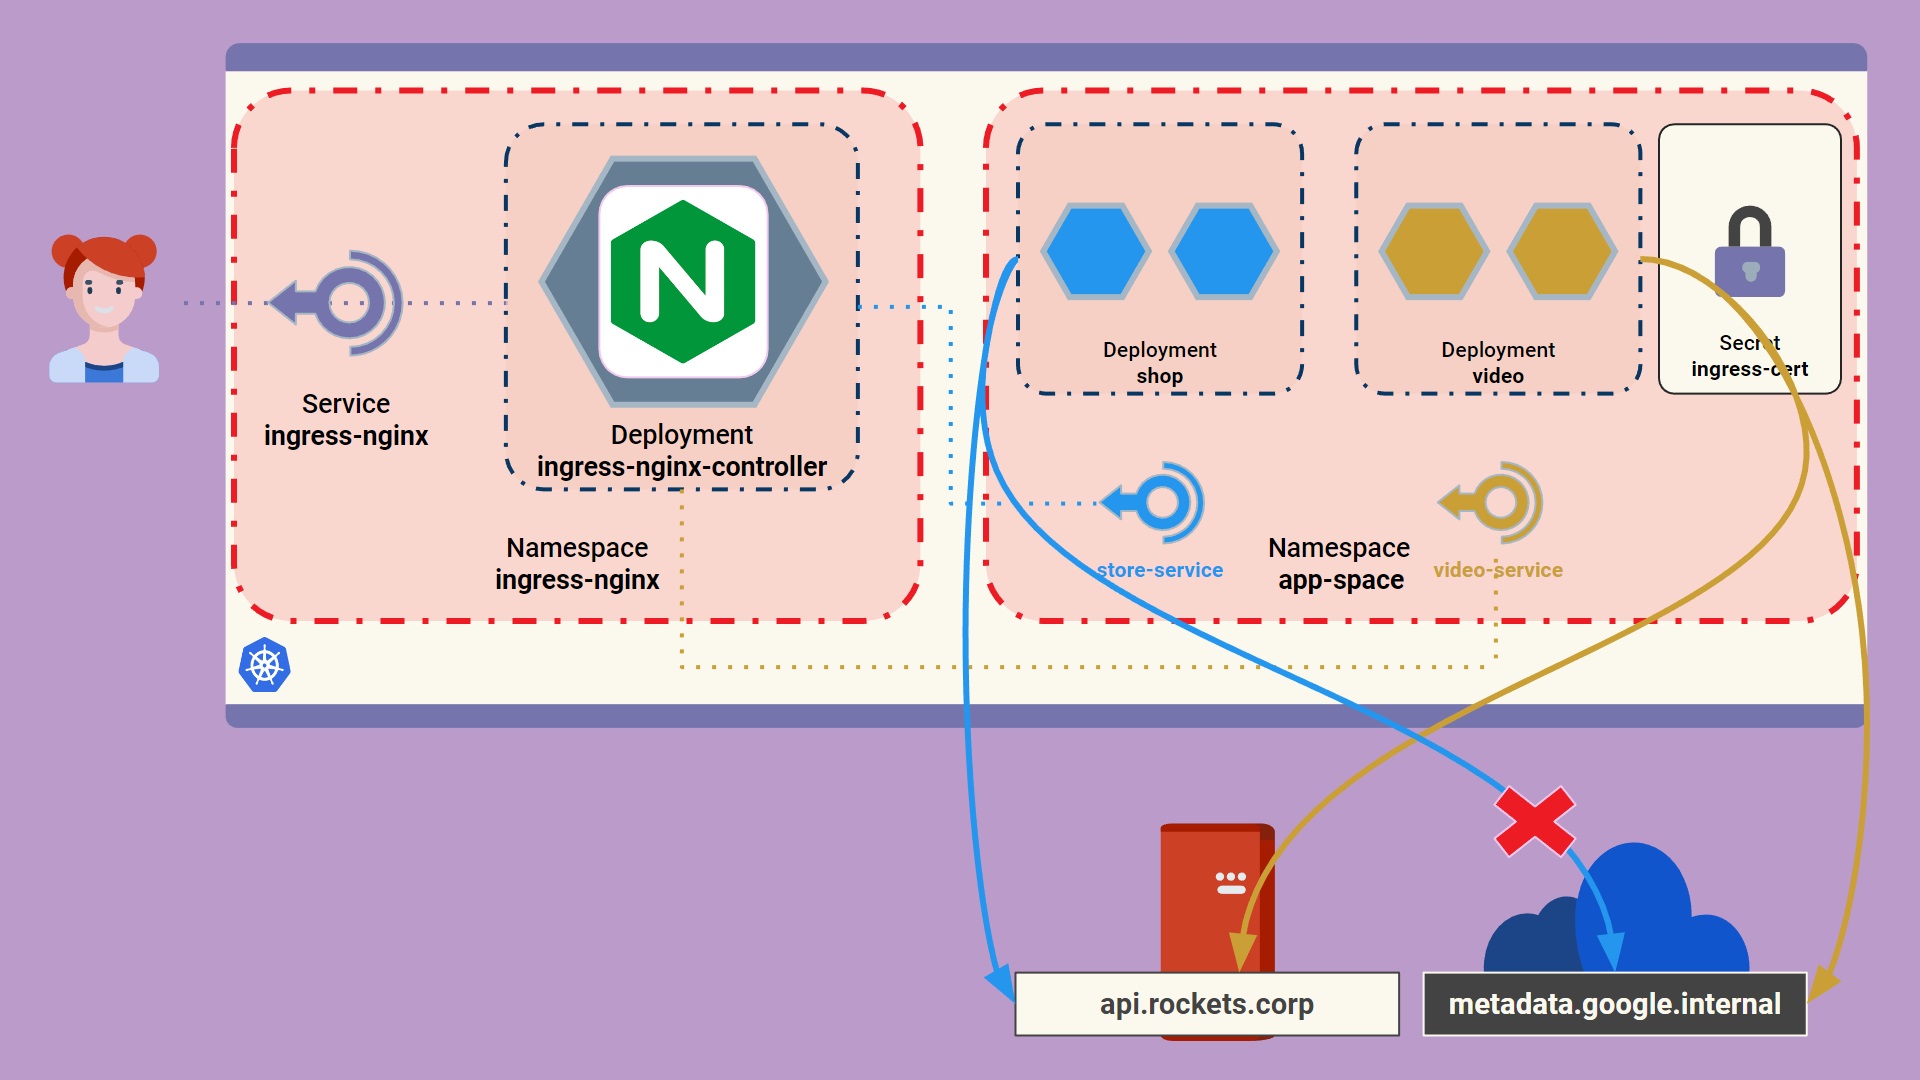 Service
ingress-nginx
N
Deployment
ingress-nginx-controller
Namespace
ingress-nginx
Deployment
shop
Deployment
video
Secret
ingress-cert
store-service
Namespace
app-space
video-service
api.rockets.corp
metadata.google.internal